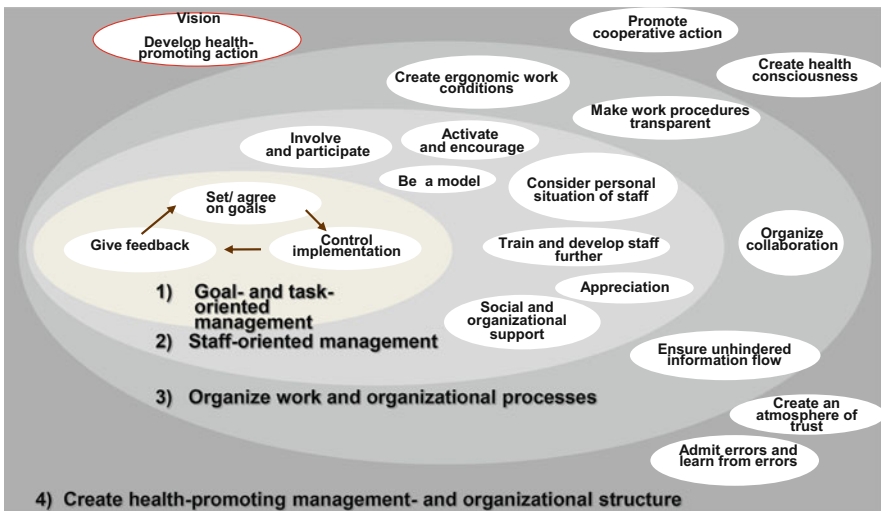 Vision
Develop health-
promoting action
Promote
cooperative action
Create health
consciousness
Create ergonomic work
conditions
Make work procedures
transparent
Involve
and participate
Activate
and encourage
Be a model
Consider personal
situation of staff
Set/ agree
on goals
Give feedback
Control
implementation
Train and develop staff
further
Organize
collaboration
Appreciation
1) Goal- and task-
oriented
management
Social and
organizational
support
2) Staff-oriented management
Ensure unhindered
information flow
3) Organize work and organizational processes
Create an
atmosphere of
trust
Admit errors and
learn from errors
4) Create health-promoting management- and organizational structure